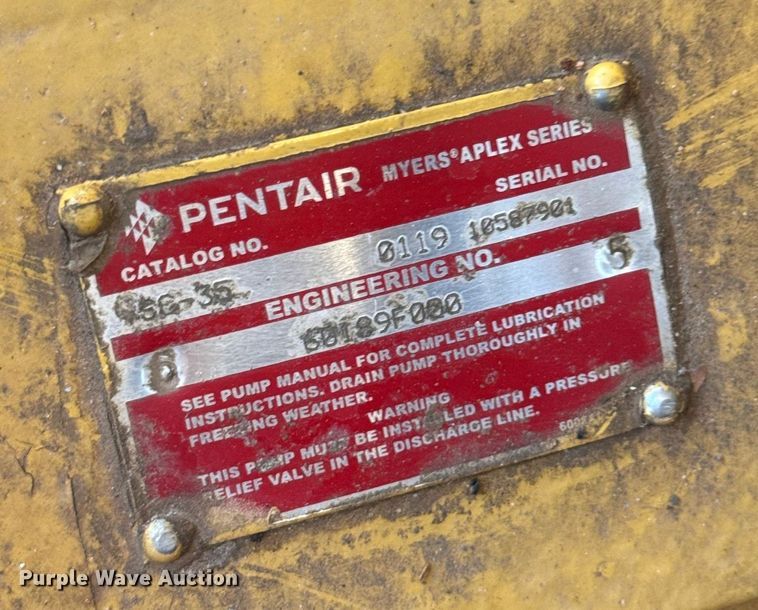 PENTAIR MYERS® APLEX SERIES
CATALOG NO. SERIAL NO.
0119 10587901
ENGINEERING NO.
6 5
SEE PUMP MANUAL FOR COMPLETE LUBRICATION
INSTRUCTIONS. DRAIN PUMP THOROUGHLY IN
FREEZING WEATHER.
WARNING
THIS PUMP MUST BE INSTALLED WITH A PRESSURE
RELIEF VALVE IN THE DISCHARGE LINE.
Purple Wave Auction